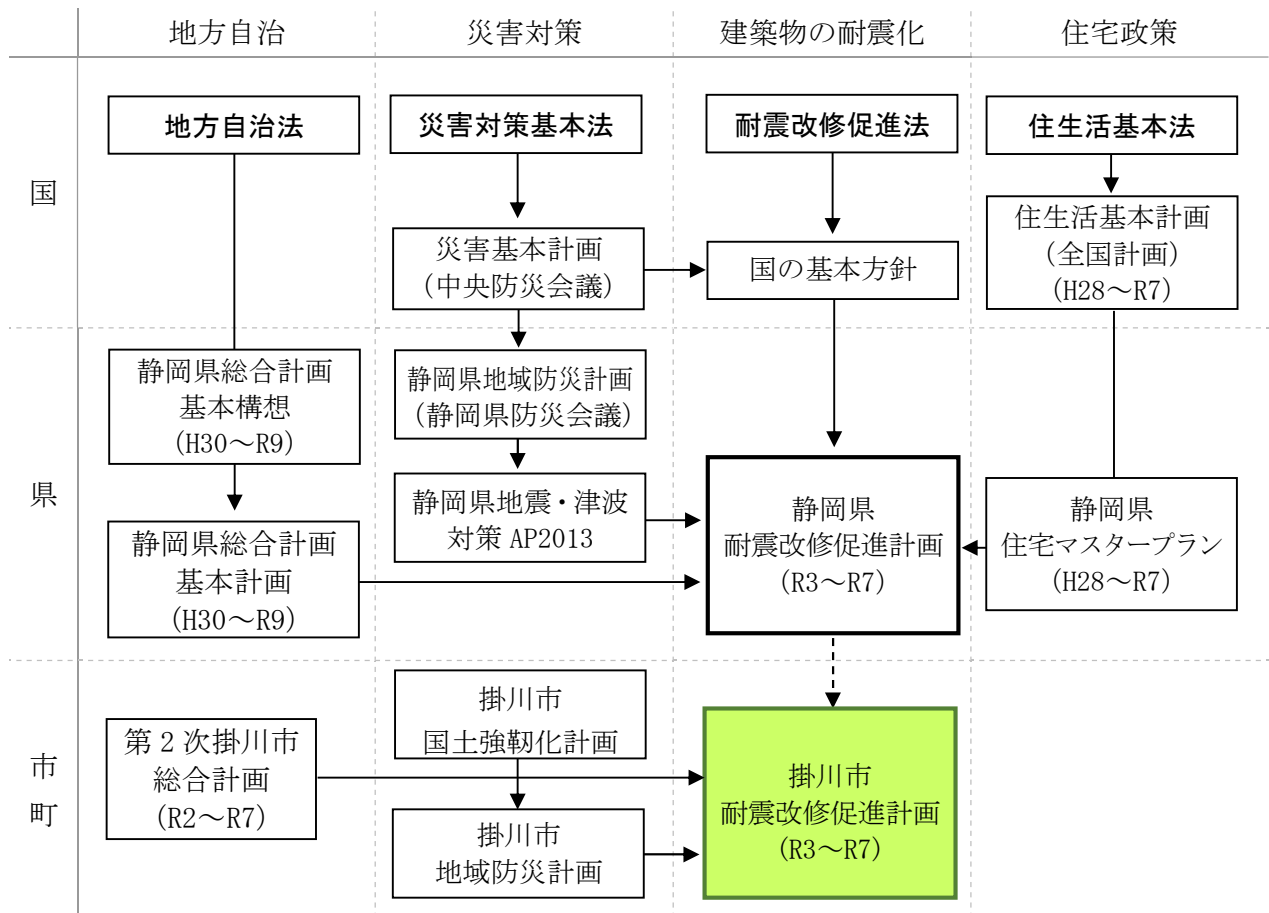 地方自治
災害対策
建築物の耐震化
住宅政策
国
地方自治法
災害対策基本法
耐震改修促進法
住生活基本法
災害基本計画
(中央防災会議)
国の基本方針
住生活基本計画
(全国計画)
(H28～R7)
県
静岡県総合計画
基本構想
(H30～R9)
静岡県地域防災計画
(静岡県防災会議)
静岡県総合計画
基本計画
(H30～R9)
静岡県地震・津波
対策 AP2013
静岡県
耐震改修促進計画
(R3～R7)
静岡県
住宅マスタープラン
(H28～R7)
市
町
第2次掛川市
総合計画
(R2～R7)
掛川市
国土強靭化計画
掛川市
地域防災計画
掛川市
耐震改修促進計画
(R3～R7)